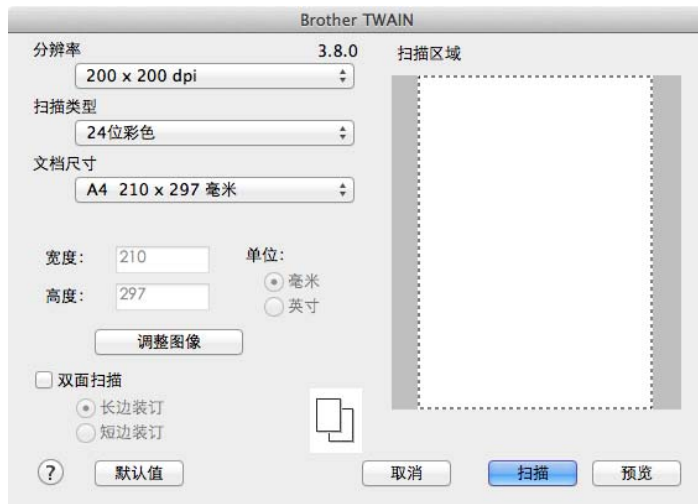 Brother TWAIN
分辨率
3.8.0
200 x 200 dpi
扫描类型
24位彩色
文档尺寸
A4 210 x 297 毫米
宽度:
210
高度:
297
单位:
毫米
英寸
调整图像
双面扫描
长边装订
短边装订
?
默认值
扫描区域
取消
扫描
预览